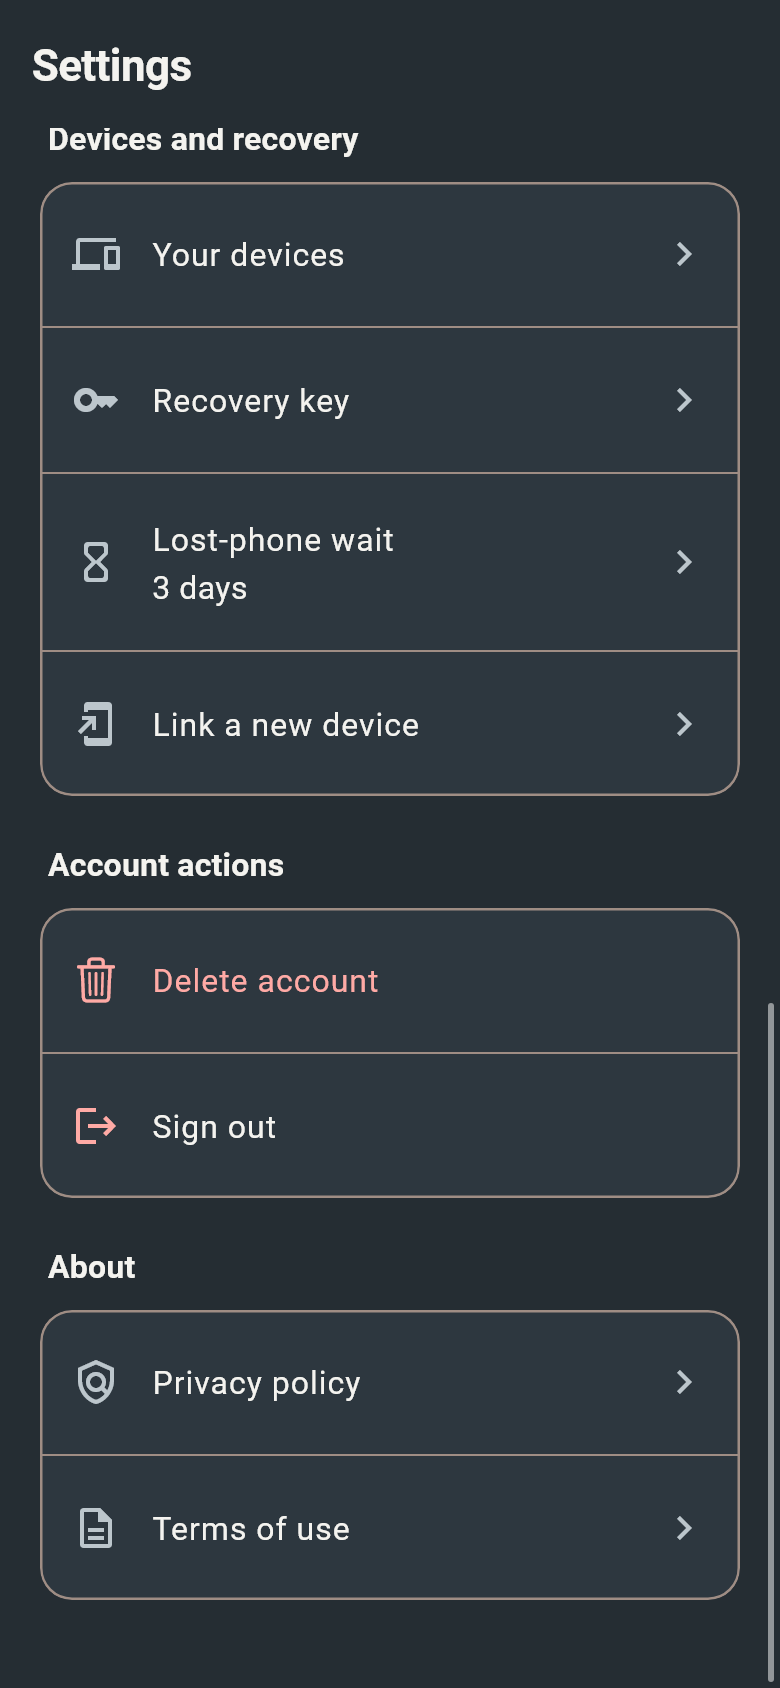 Settings
Devices and recovery
Your devices
Recovery key
Lost-phone wait
3 days
Link a new device
Account actions
Delete account
Sign out
About
Privacy policy
Terms of use